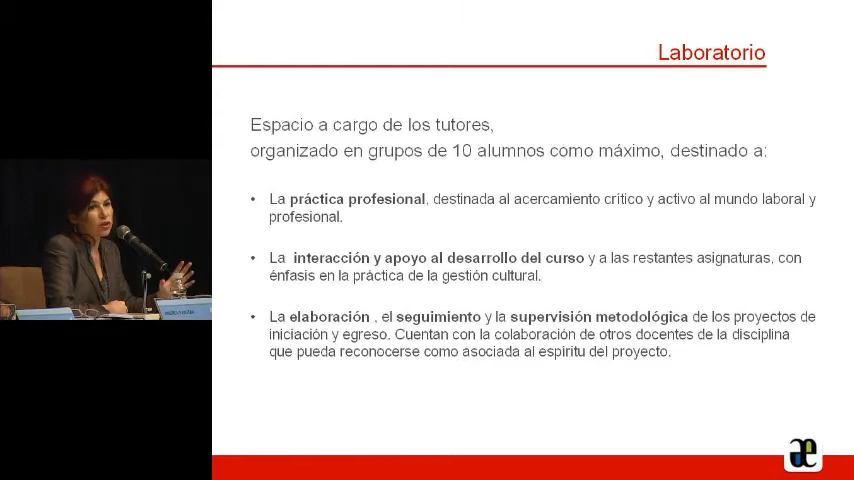 Laboratorio
Espacio a cargo de los tutores,
organizado en grupos de 10 alumnos como máximo, destinado a:
• La práctica profesional, destinada al acercamiento crítico y activo al mundo laboral y
profesional.
• La interacción y apoyo al desarrollo del curso y a las restantes asignaturas, con
énfasis en la práctica de la gestión cultural.
• La elaboración , el seguimiento y la supervisión metodológica de los proyectos de
iniciación y egreso. Cuentan con la colaboración de otros docentes de la disciplina
que pueda reconocerse como asociada al espíritu del proyecto.
æ